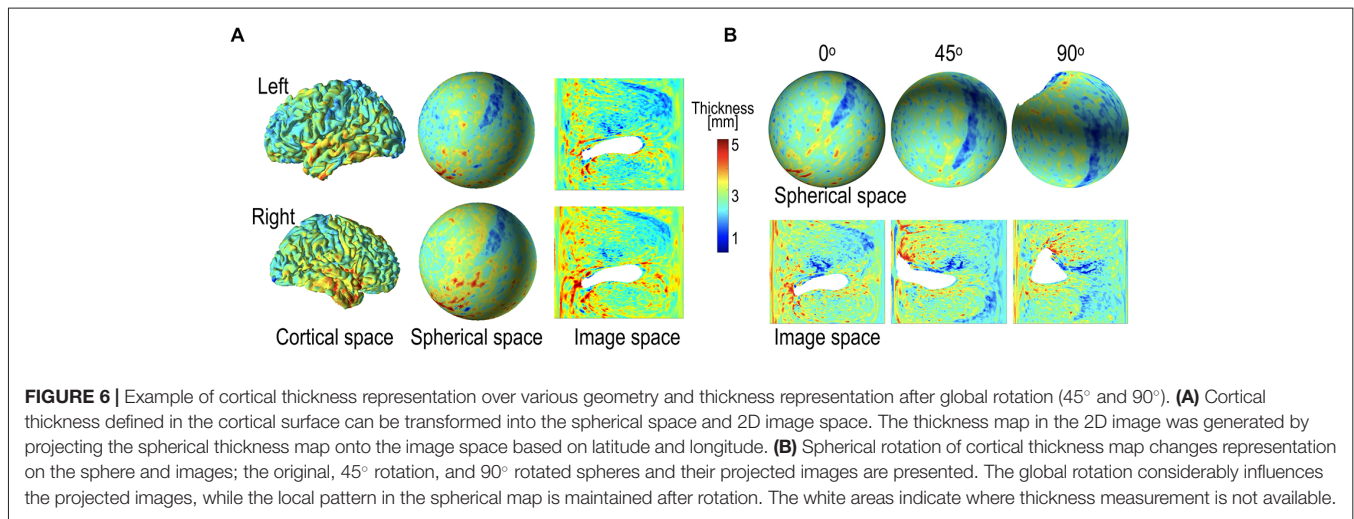 A
B
0°
45°
90°
Left
Thickness
[mm]
5
3
1
Spherical space
Right
Cortical space
Spherical space
Image space
Image space
FIGURE 6 | Example of cortical thickness representation over various geometry and thickness representation after global rotation (45° and 90°). (A) Cortical
thickness defined in the cortical surface can be transformed into the spherical space and 2D image space. The thickness map in the 2D image was generated by
projecting the spherical thickness map onto the image space based on latitude and longitude. (B) Spherical rotation of cortical thickness map changes representation
on the sphere and images; the original, 45° rotation, and 90° rotated spheres and their projected images are presented. The global rotation considerably influences
the projected images, while the local pattern in the spherical map is maintained after rotation. The white areas indicate where thickness measurement is not available.